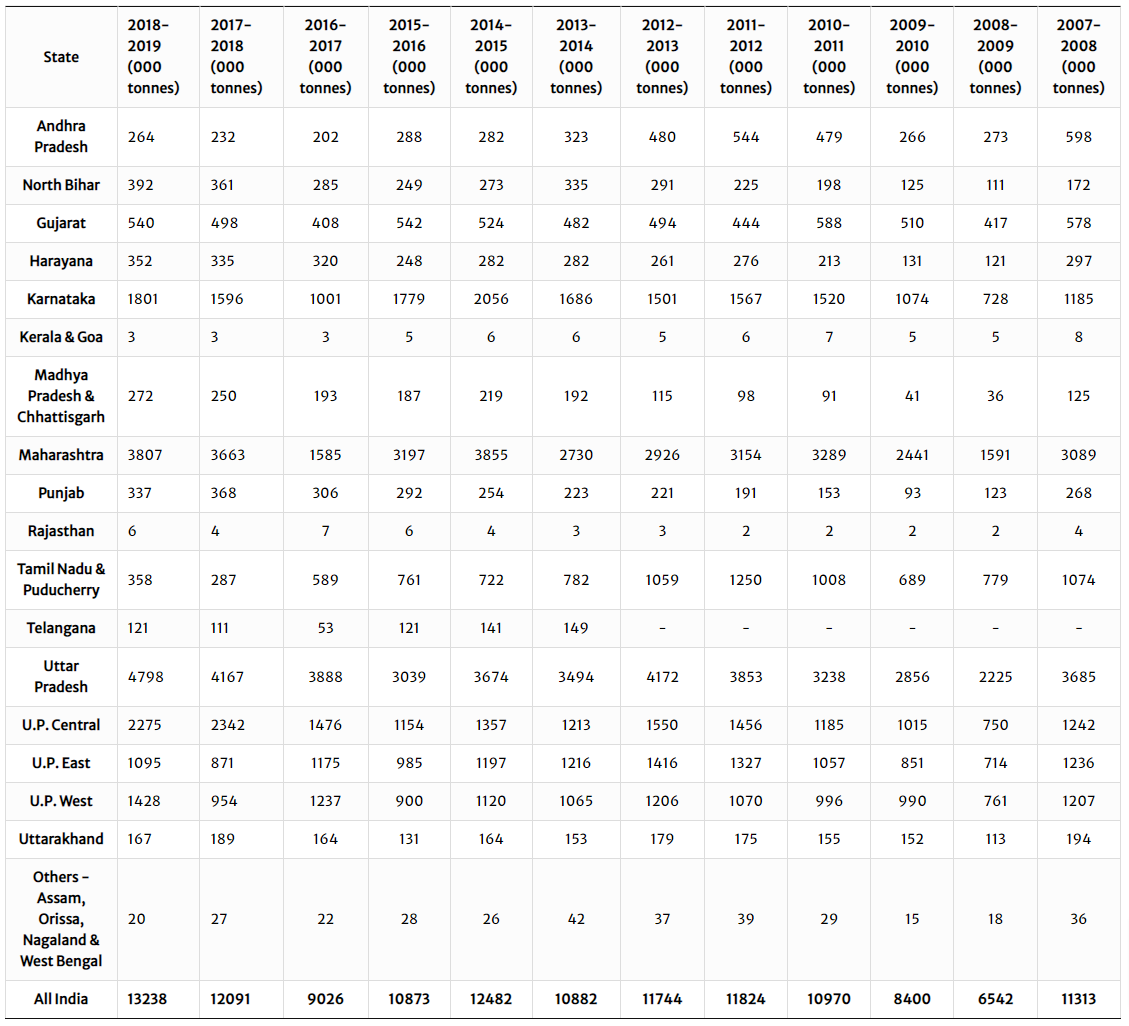 State 2018-2019 (000 tonnes) 2017-2018 (000 tonnes) 2016-2017 (000 tonnes) 2015-2016 (000 tonnes) 2014-2015 (000 tonnes) 2013-2014 (000 tonnes) 2012-2013 (000 tonnes) 2011-2012 (000 tonnes) 2010-2011 (000 tonnes) 2009-2010 (000 tonnes) 2008-2009 (000 tonnes) 2007-2008 (000 tonnes)
Andhra Pradesh 264 232 202 288 282 323 480 544 479 266 273 598
North Bihar 392 361 285 249 273 335 291 225 198 125 111 172
Gujarat 540 498 408 542 524 482 494 444 588 510 417 578
Harayana 352 335 320 248 282 282 261 276 213 131 121 297
Karnataka 1801 1596 1001 1779 2056 1686 1501 1567 1520 1074 728 1185
Kerala & Goa 3 3 3 5 6 6 5 6 7 5 5 8
Madhya Pradesh & Chhattisgarh 272 250 193 187 219 192 115 98 91 41 36 125
Maharashtra 3807 3663 1585 3197 3855 2730 2926 3154 3289 2441 1591 3089
Punjab 337 368 306 292 254 223 221 191 153 93 123 268
Rajasthan 6 4 7 6 4 3 3 2 2 2 2 4
Tamil Nadu & Puducherry 358 287 589 761 722 782 1059 1250 1008 689 779 1074
Telangana 121 111 53 121 141 149 - - - - - -
Uttar Pradesh 4798 4167 3888 3039 3674 3494 4172 3853 3238 2856 2225 3685
U.P. Central 2275 2342 1476 1154 1357 1213 1550 1456 1185 1015 750 1242
U.P. East 1095 871 1175 985 1197 1216 1416 1327 1057 851 714 1236
U.P. West 1428 954 1237 900 1120 1065 1206 1070 996 990 761 1207
Uttarakhand 167 189 164 131 164 153 179 175 155 152 113 194
Others - Assam, Orissa, Nagaland & West Bengal 20 27 22 28 26 42 37 39 29 15 18 36
All India 13238 12091 9026 10873 12482 10882 11744 11824 10970 8400 6542 11313